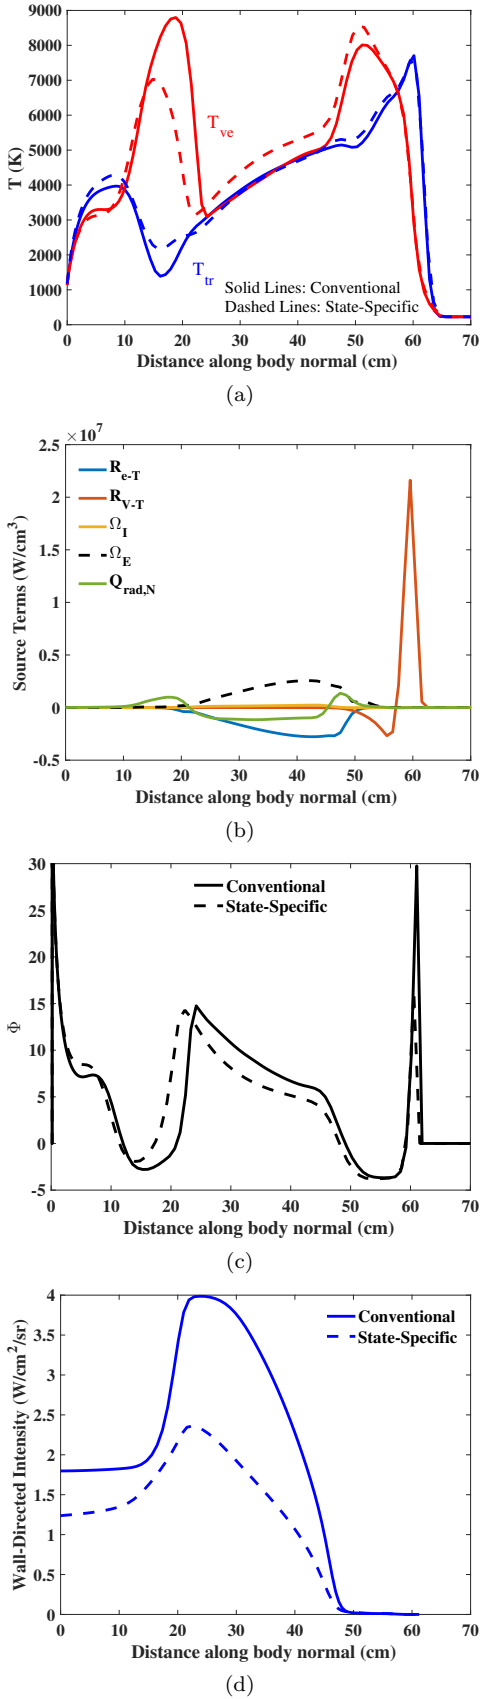 9000
8000
7000
6000
5000
4000
3000
2000
1000
0
T (K)
T_ve
T_tr
Solid Lines: Conventional
Dashed Lines: State-Specific
0 10 20 30 40 50 60 70
Distance along body normal (cm)
(a)
×10^7
2.5
2
1.5
1
0.5
0
-0.5
Source Terms (W/cm^3)
R_e-T
R_V-T
Ω_I
Ω_E
Q_rad,N
0 10 20 30 40 50 60 70
Distance along body normal (cm)
(b)
30
25
20
15
10
5
0
-5
Φ
Conventional
State-Specific
0 10 20 30 40 50 60 70
Distance along body normal (cm)
(c)
4
3.5
3
2.5
2
1.5
1
0.5
0
Wall-Directed Intensity (W/cm^2/sr)
Conventional
State-Specific
0 10 20 30 40 50 60 70
Distance along body normal (cm)
(d)